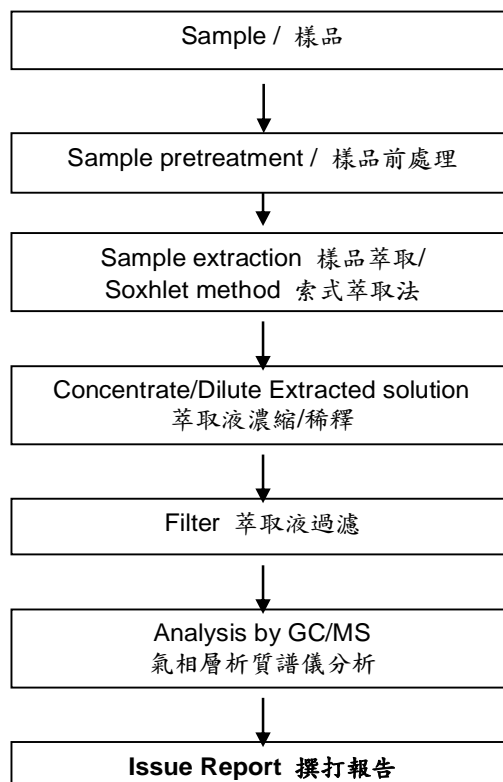 Sample / 樣品
Sample pretreatment / 樣品前處理
Sample extraction 樣品萃取/
Soxhlet method 索式萃取法
Concentrate/Dilute Extracted solution
萃取液濃縮/稀釋
Filter 萃取液過濾
Analysis by GC/MS
氣相層析質譜儀分析
Issue Report 撰打報告